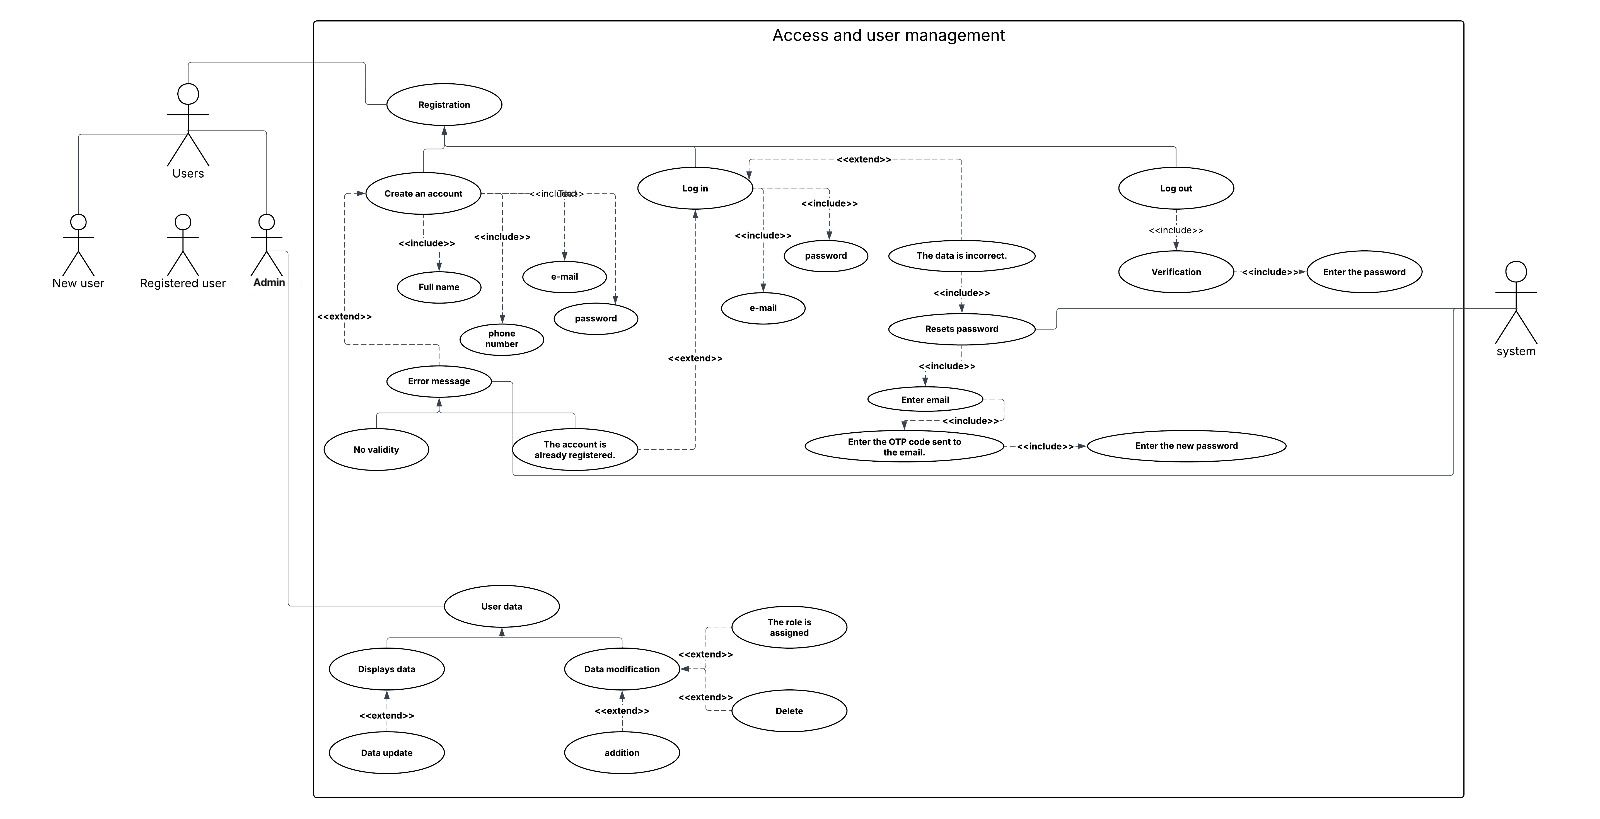 Access and user management
Registration
Users
Create an account
<<include>>
Log in
<<extend>>
Log out
<<include>>
<<include>>
<<include>>
<<include>>
<<include>>
New user
Registered user
Admin
e-mail
password
The data is incorrect.
Verification
<<include>>
Enter the password
Full name
<<include>>
e-mail
password
<<extend>>
Resets password
phone
number
system
<<extend>>
<<include>>
Error message
Enter email
<<include>>
No validity
The account is
already registered.
Enter the OTP code sent to
the email.
<<include>>
Enter the new password
User data
The role is
assigned
<<extend>>
Displays data
Data modification
<<extend>>
<<extend>>
<<extend>>
Delete
Data update
addition